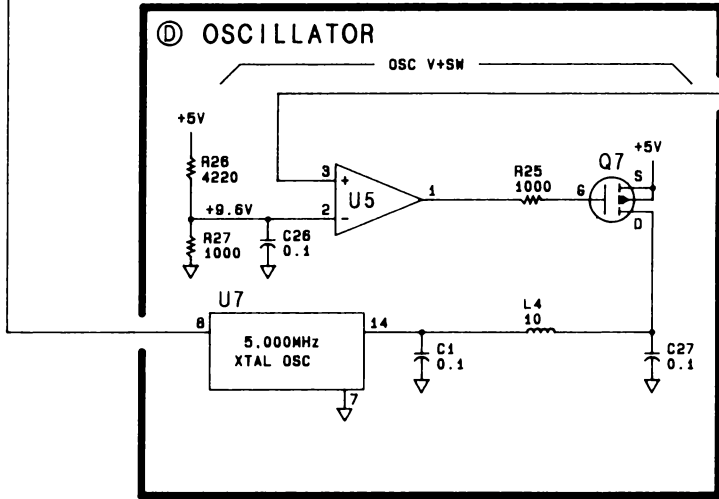 Ⓓ OSCILLATOR
OSC V+SW
+5V
R26
4220
+9.6V
R27
1000
C26
0.1
3
+
2
-
U5
1
R25
1000
G
Q7
+5V
S
D
U7
8
5.000MHz
XTAL OSC
14
7
C1
0.1
L4
10
C27
0.1